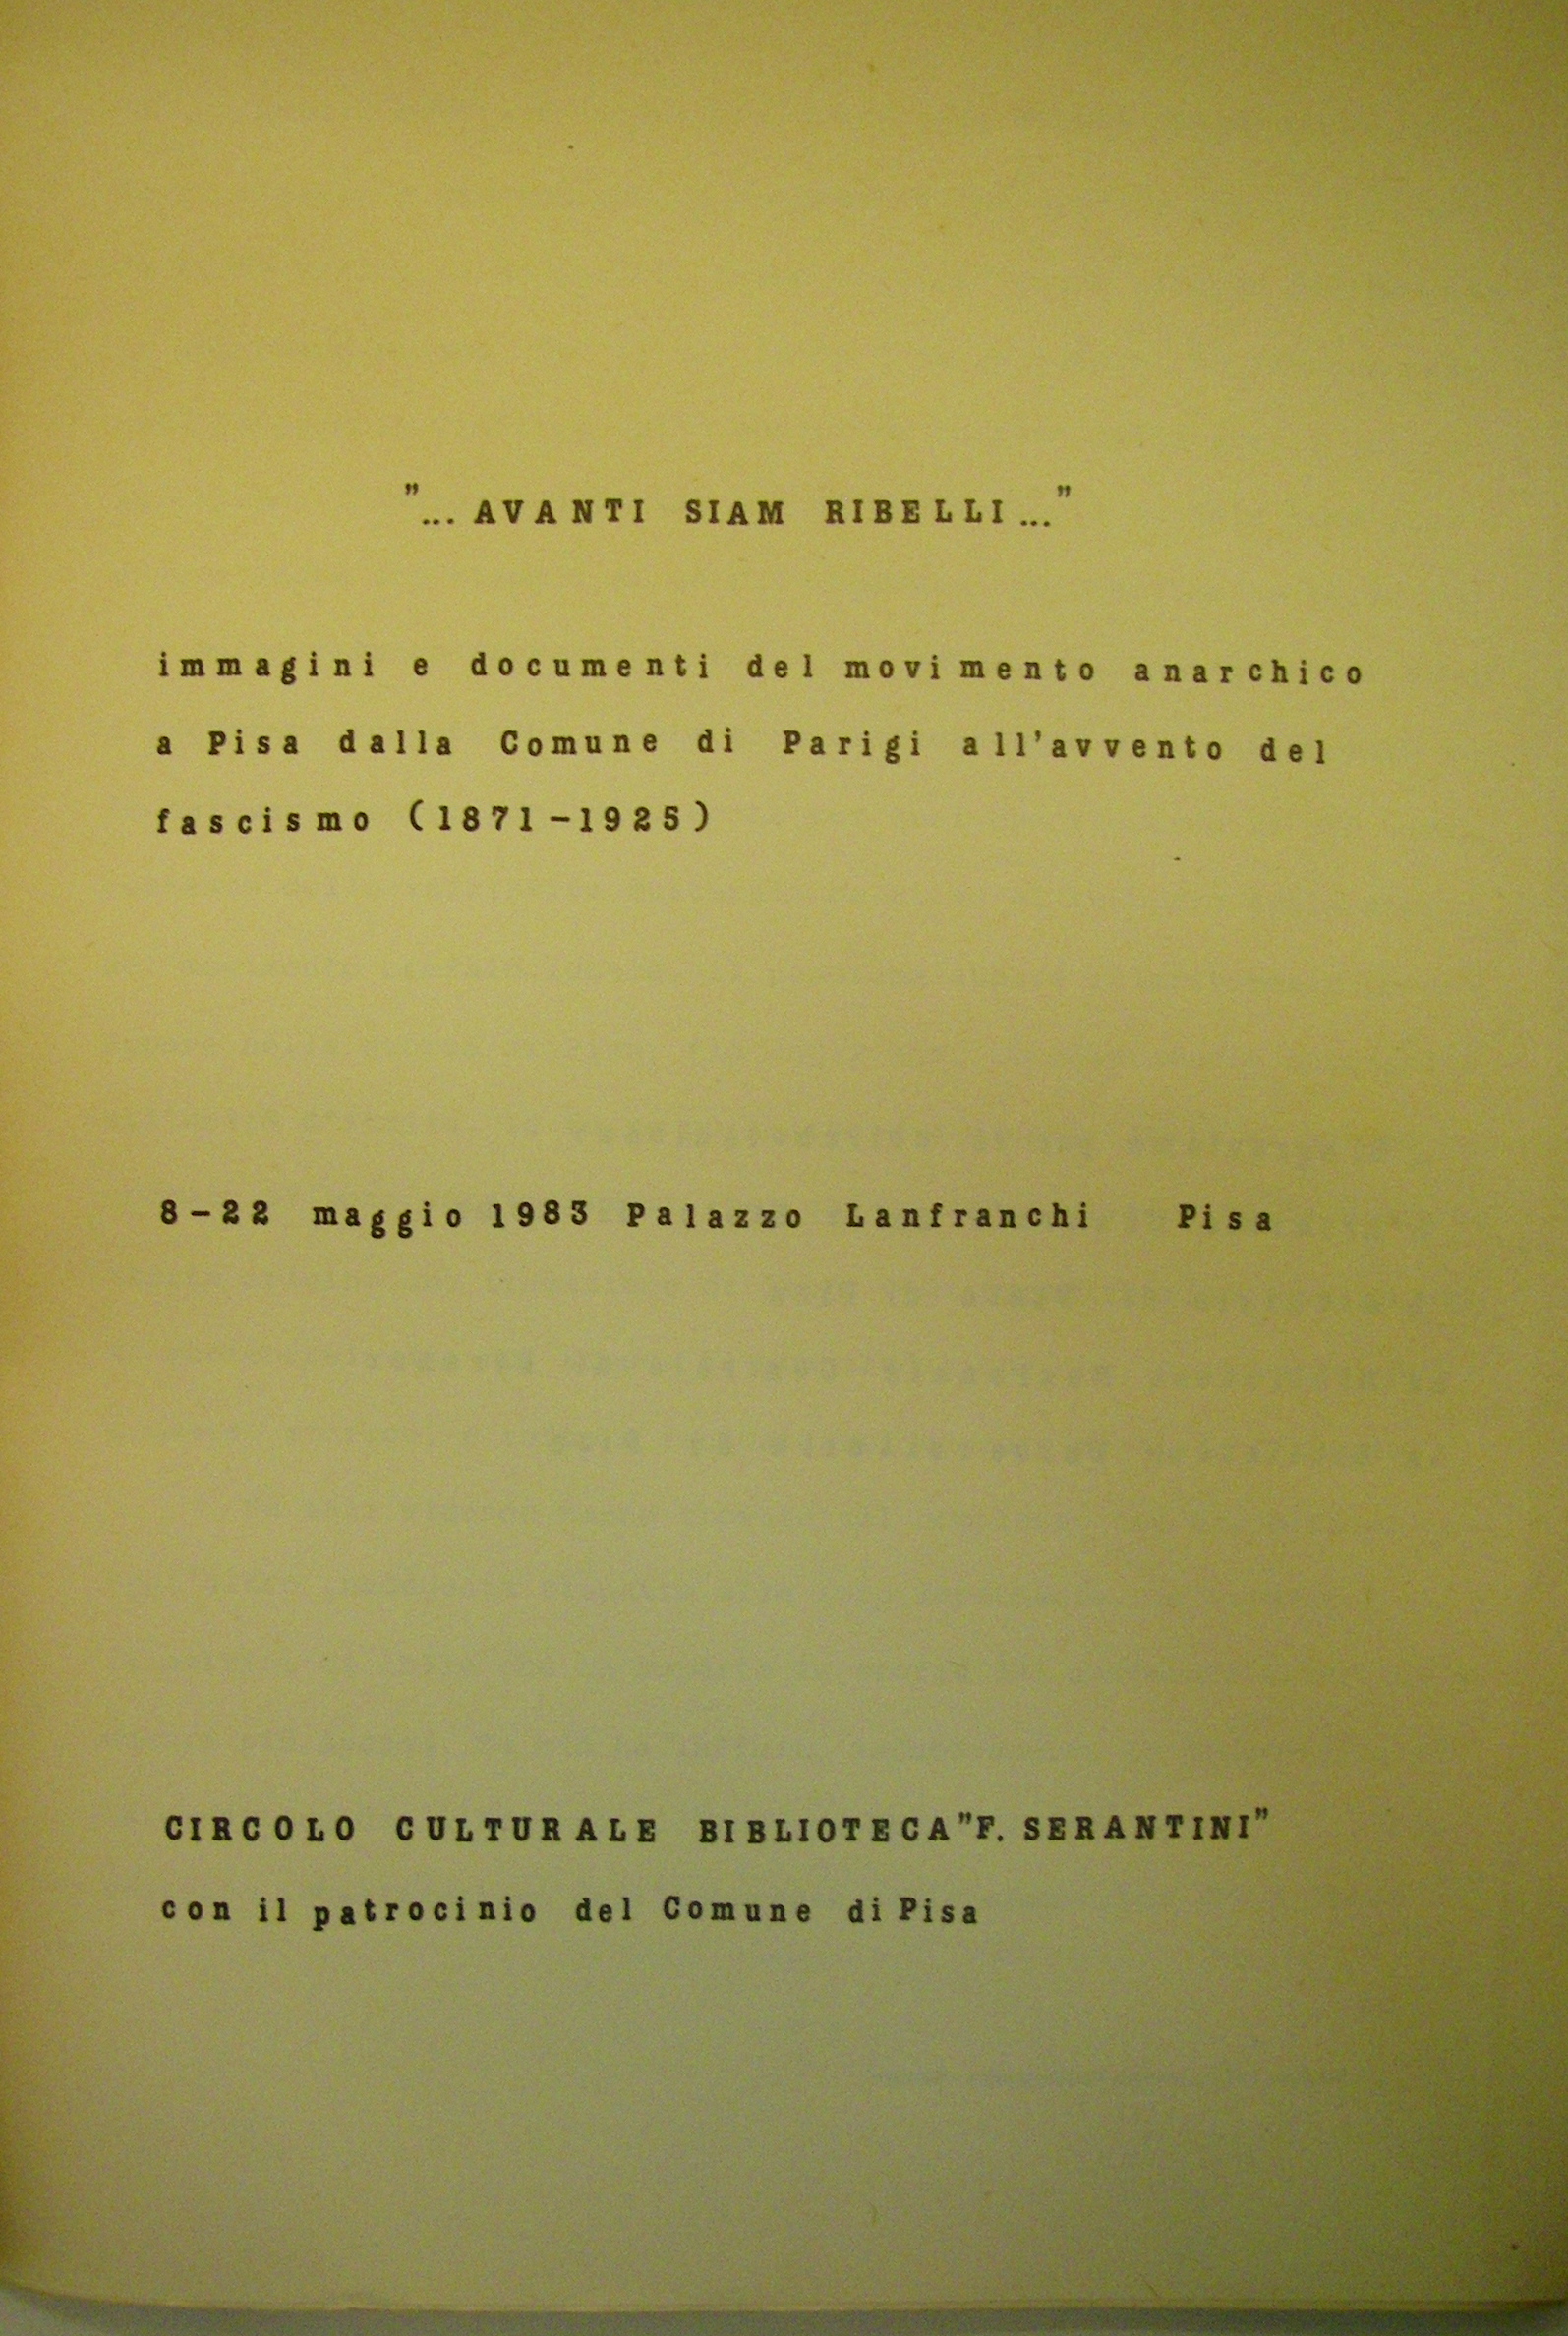 "... AVANTI SIAM RIBELLI..."
immagini e documenti del movimento anarchico
a Pisa dalla Comune di Parigi all'avvento del
fascismo (1871-1925)
8-22 maggio 1983 Palazzo Lanfranchi Pisa
CIRCOLO CULTURALE BIBLIOTECA "F. SERANTINI"
con il patrocinio del Comune di Pisa